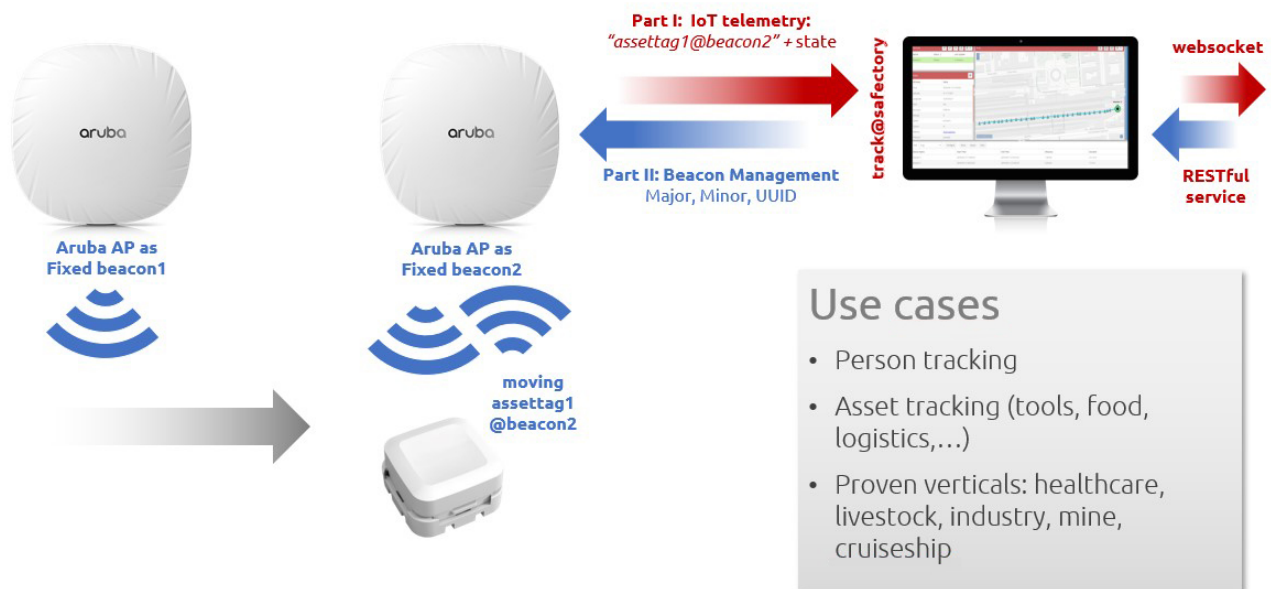 Part I: IoT telemetry:
"assettag1@beacon2" + state
track@safectory
websocket
aruba
aruba
Part II: Beacon Management
Major, Minor, UUID
RESTful
service
Aruba AP as
Fixed beacon1
Aruba AP as
Fixed beacon2
moving
assettag1
@beacon2
Use cases
• Person tracking
• Asset tracking (tools, food,
logistics,...)
• Proven verticals: healthcare,
livestock, industry, mine,
cruiseship